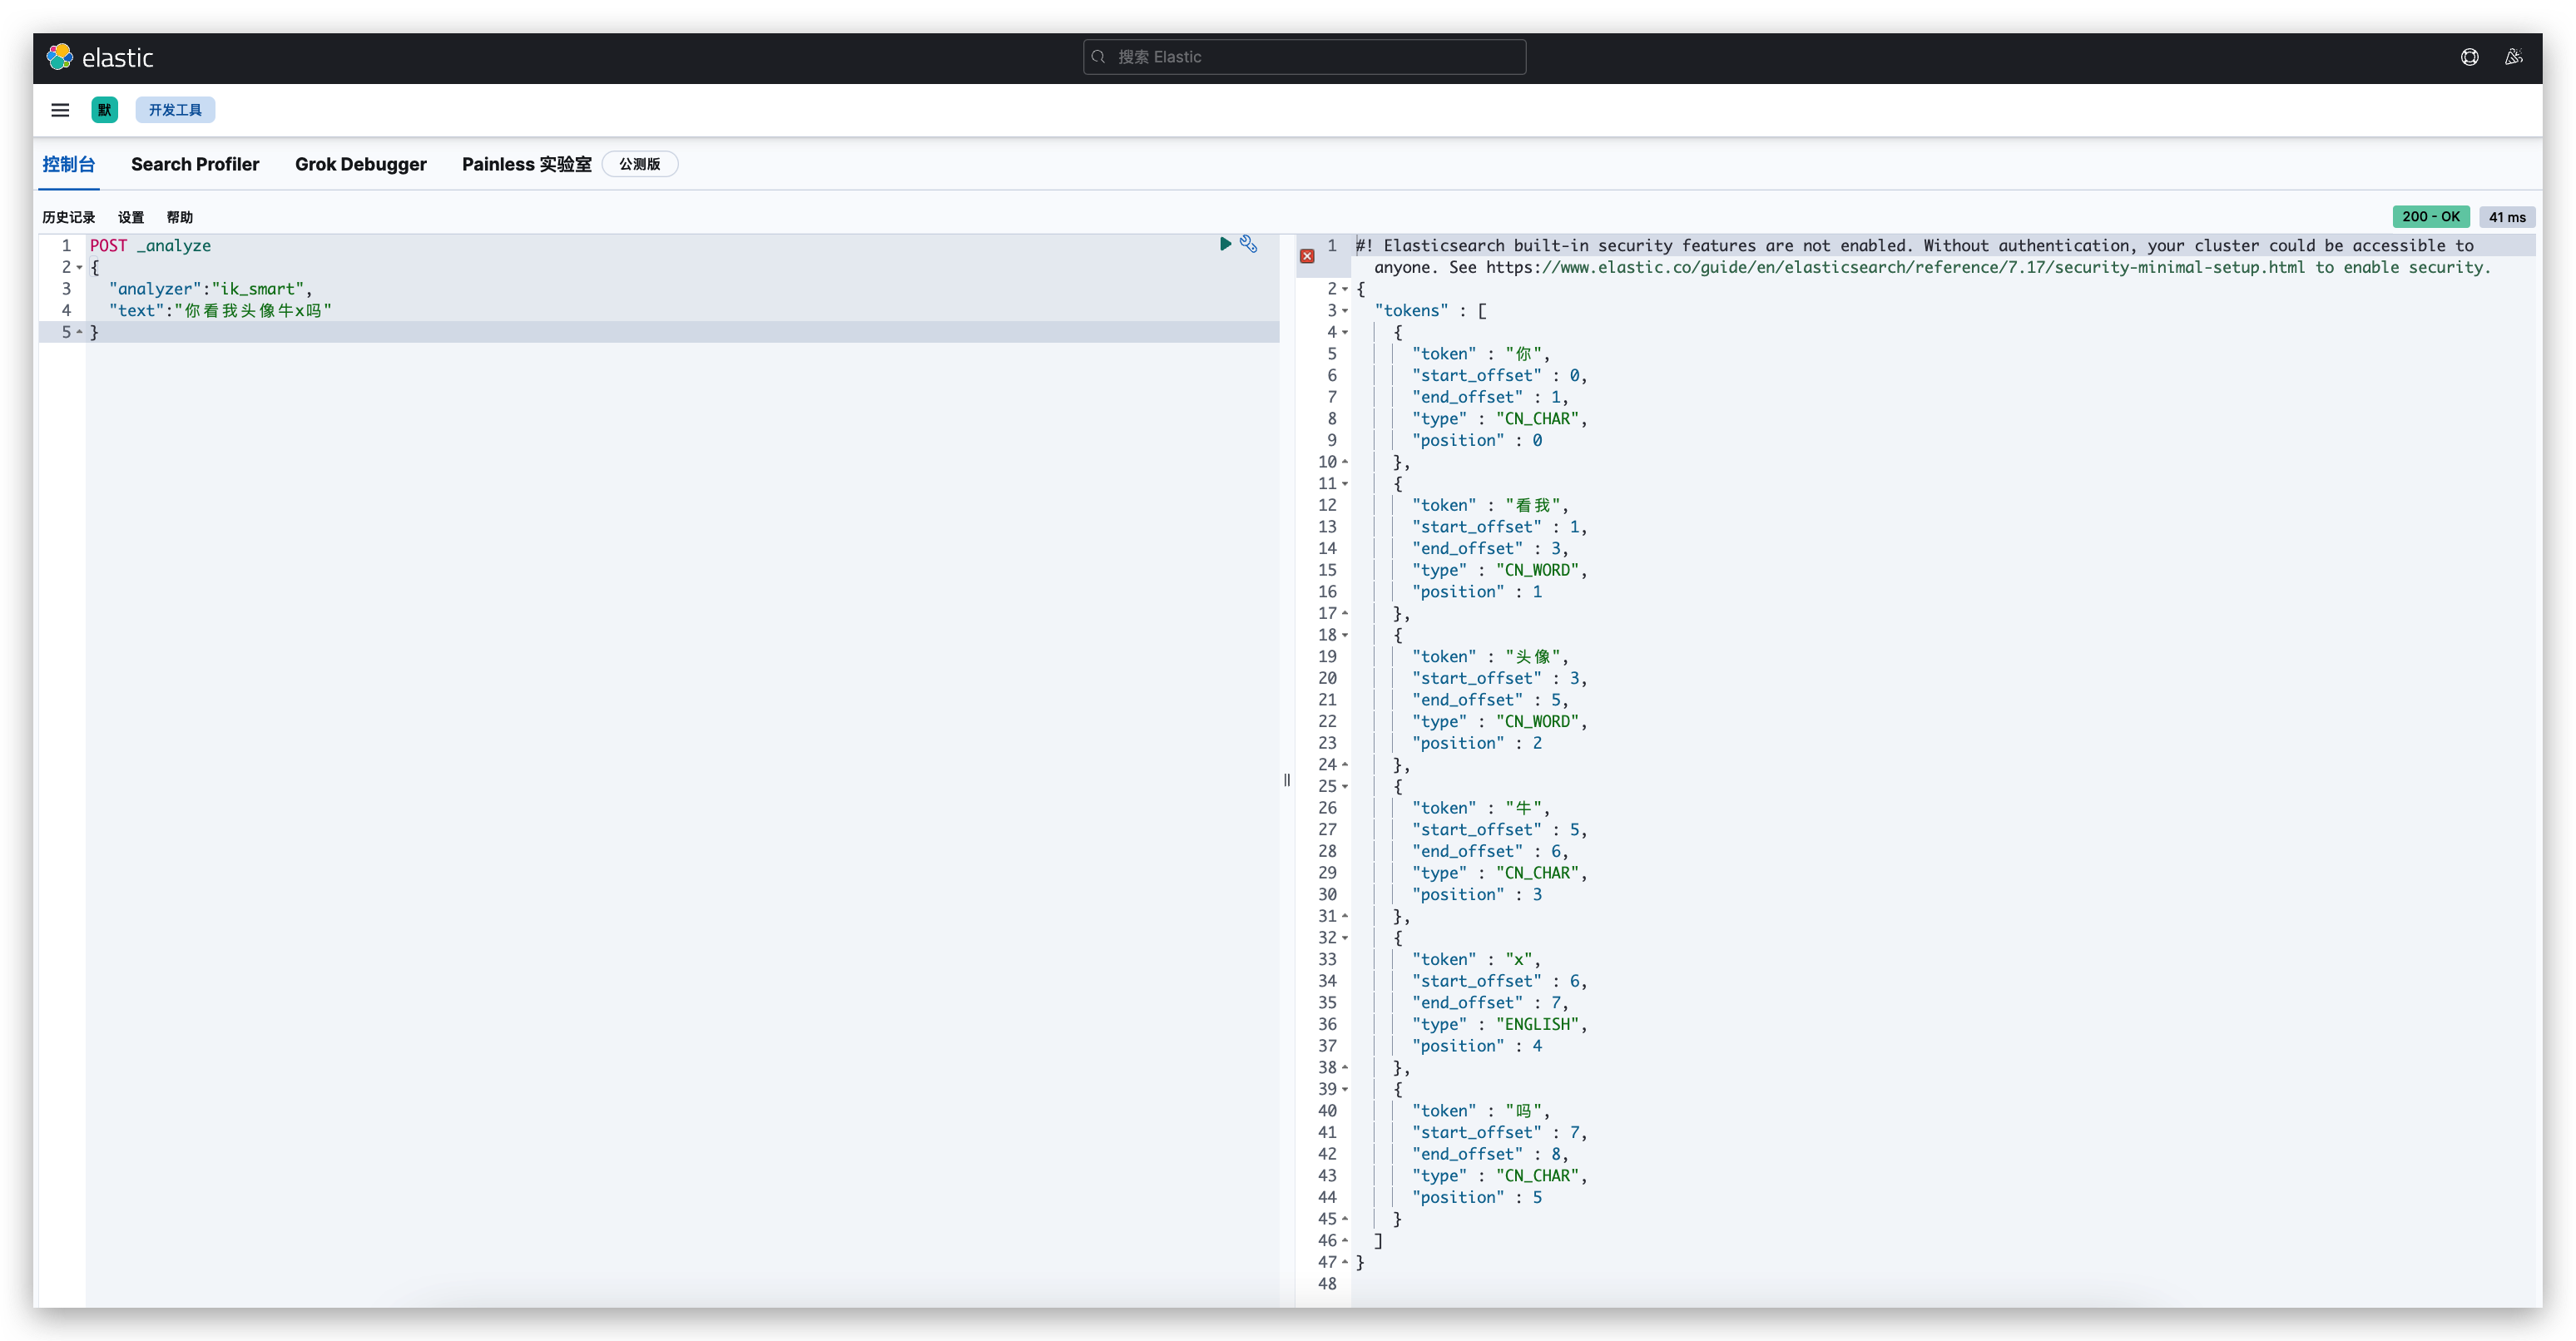 elastic
搜索 Elastic
默
开发工具
控制台 Search Profiler Grok Debugger Painless 实验室 公测版
历史记录 设置 帮助
200 - OK 41 ms
1 POST _analyze
2 {
3 "analyzer":"ik_smart",
4 "text":"你看我头像牛x吗"
5 }
1 #! Elasticsearch built-in security features are not enabled. Without authentication, your cluster could be accessible to
anyone. See https://www.elastic.co/guide/en/elasticsearch/reference/7.17/security-minimal-setup.html to enable security.
2 {
3 "tokens" : [
4 {
5 "token" : "你",
6 "start_offset" : 0,
7 "end_offset" : 1,
8 "type" : "CN_CHAR",
9 "position" : 0
10 },
11 {
12 "token" : "看我",
13 "start_offset" : 1,
14 "end_offset" : 3,
15 "type" : "CN_WORD",
16 "position" : 1
17 },
18 {
19 "token" : "头像",
20 "start_offset" : 3,
21 "end_offset" : 5,
22 "type" : "CN_WORD",
23 "position" : 2
24 },
25 {
26 "token" : "牛",
27 "start_offset" : 5,
28 "end_offset" : 6,
29 "type" : "CN_CHAR",
30 "position" : 3
31 },
32 {
33 "token" : "x",
34 "start_offset" : 6,
35 "end_offset" : 7,
36 "type" : "ENGLISH",
37 "position" : 4
38 },
39 {
40 "token" : "吗",
41 "start_offset" : 7,
42 "end_offset" : 8,
43 "type" : "CN_CHAR",
44 "position" : 5
45 }
46 ]
47 }
48